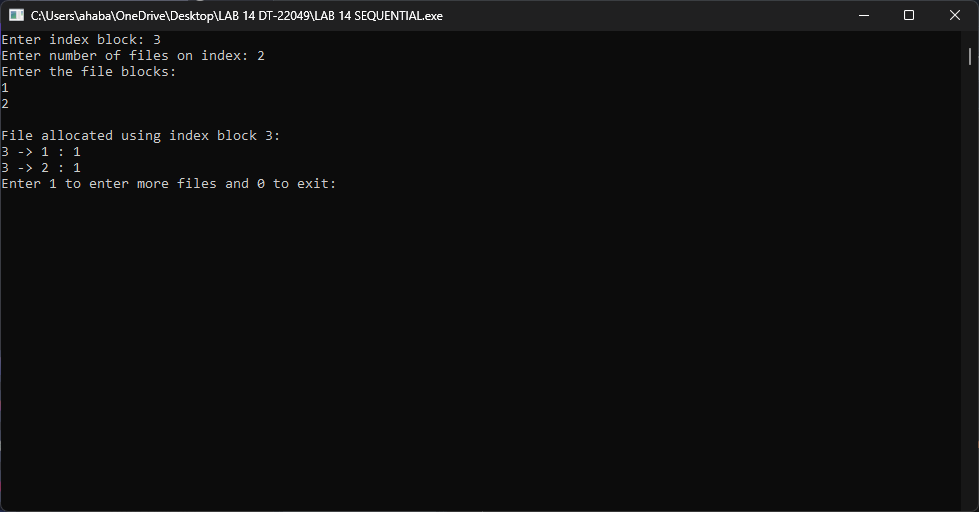 C:\Users\ahaba\OneDrive\Desktop\LAB 14 DT-22049\LAB 14 SEQUENTIAL.exe
Enter index block: 3
Enter number of files on index: 2
Enter the file blocks:
1
2
File allocated using index block 3:
3 -> 1 : 1
3 -> 2 : 1
Enter 1 to enter more files and 0 to exit: